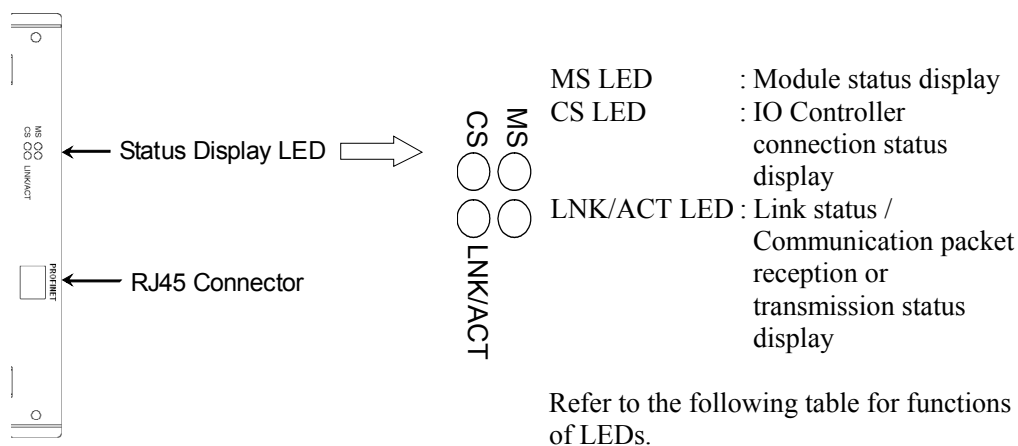 MS
CS
LINK/ACT
Status Display LED
PROFINET
RJ45 Connector
CS
MS
LNK/ACT
MS LED : Module status display
CS LED : IO Controller
connection status
display
LNK/ACT LED : Link status /
Communication packet
reception or
transmission status
display
Refer to the following table for functions
of LEDs.